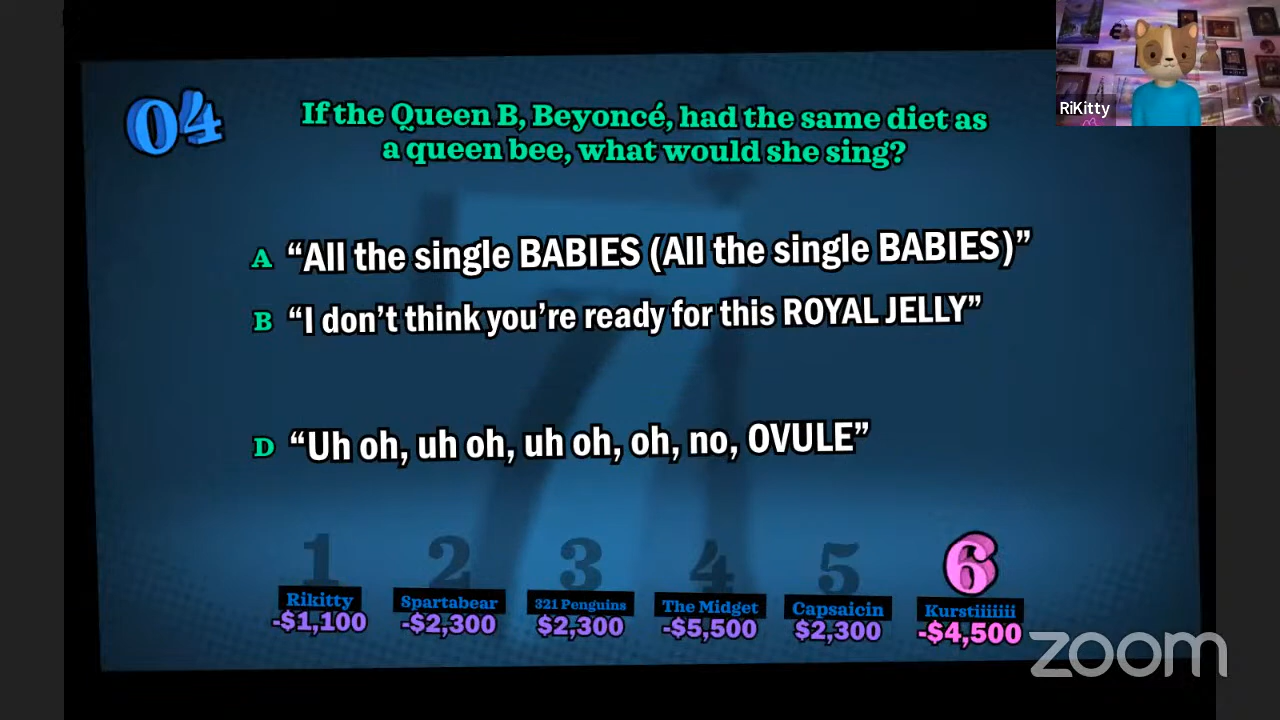 04
If the Queen B, Beyoncé, had the same diet as
a queen bee, what would she sing?
RiKitty
A “All the single BABIES (All the single BABIES)”
B “I don’t think you’re ready for this ROYAL JELLY”
D “Uh oh, uh oh, uh oh, oh, no, OVULE”
1 2 3 4 5 6
Rikitty Spartabear 321 Penguins The Midget Capsaicin Kurstiiiiiii
-$1,100 -$2,300 $2,300 -$5,500 $2,300 -$4,500
zoom